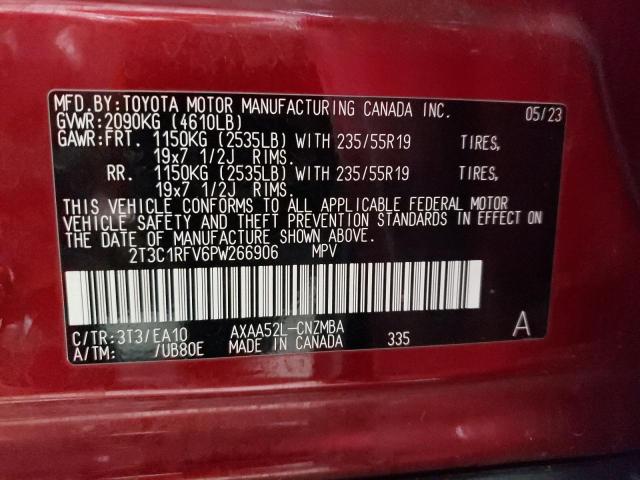 MFD.BY:TOYOTA MOTOR MANUFACTURING CANADA INC. 05/23
GVWR:2090KG (4610LB)
GAWR:FRT. 1150KG (2535LB) WITH 235/55R19 TIRES,
19x7 1/2J RIMS.
RR. 1150KG (2535LB) WITH 235/55R19 TIRES,
19x7 1/2J RIMS.
THIS VEHICLE CONFORMS TO ALL APPLICABLE FEDERAL MOTOR
VEHICLE SAFETY AND THEFT PREVENTION STANDARDS IN EFFECT ON
THE DATE OF MANUFACTURE SHOWN ABOVE.
2T3C1RFV6PW266906 MPV
C/TR:3T3/EA10 AXAA52L-CNZMBA
A/TM: /UB80E MADE IN CANADA 335 A